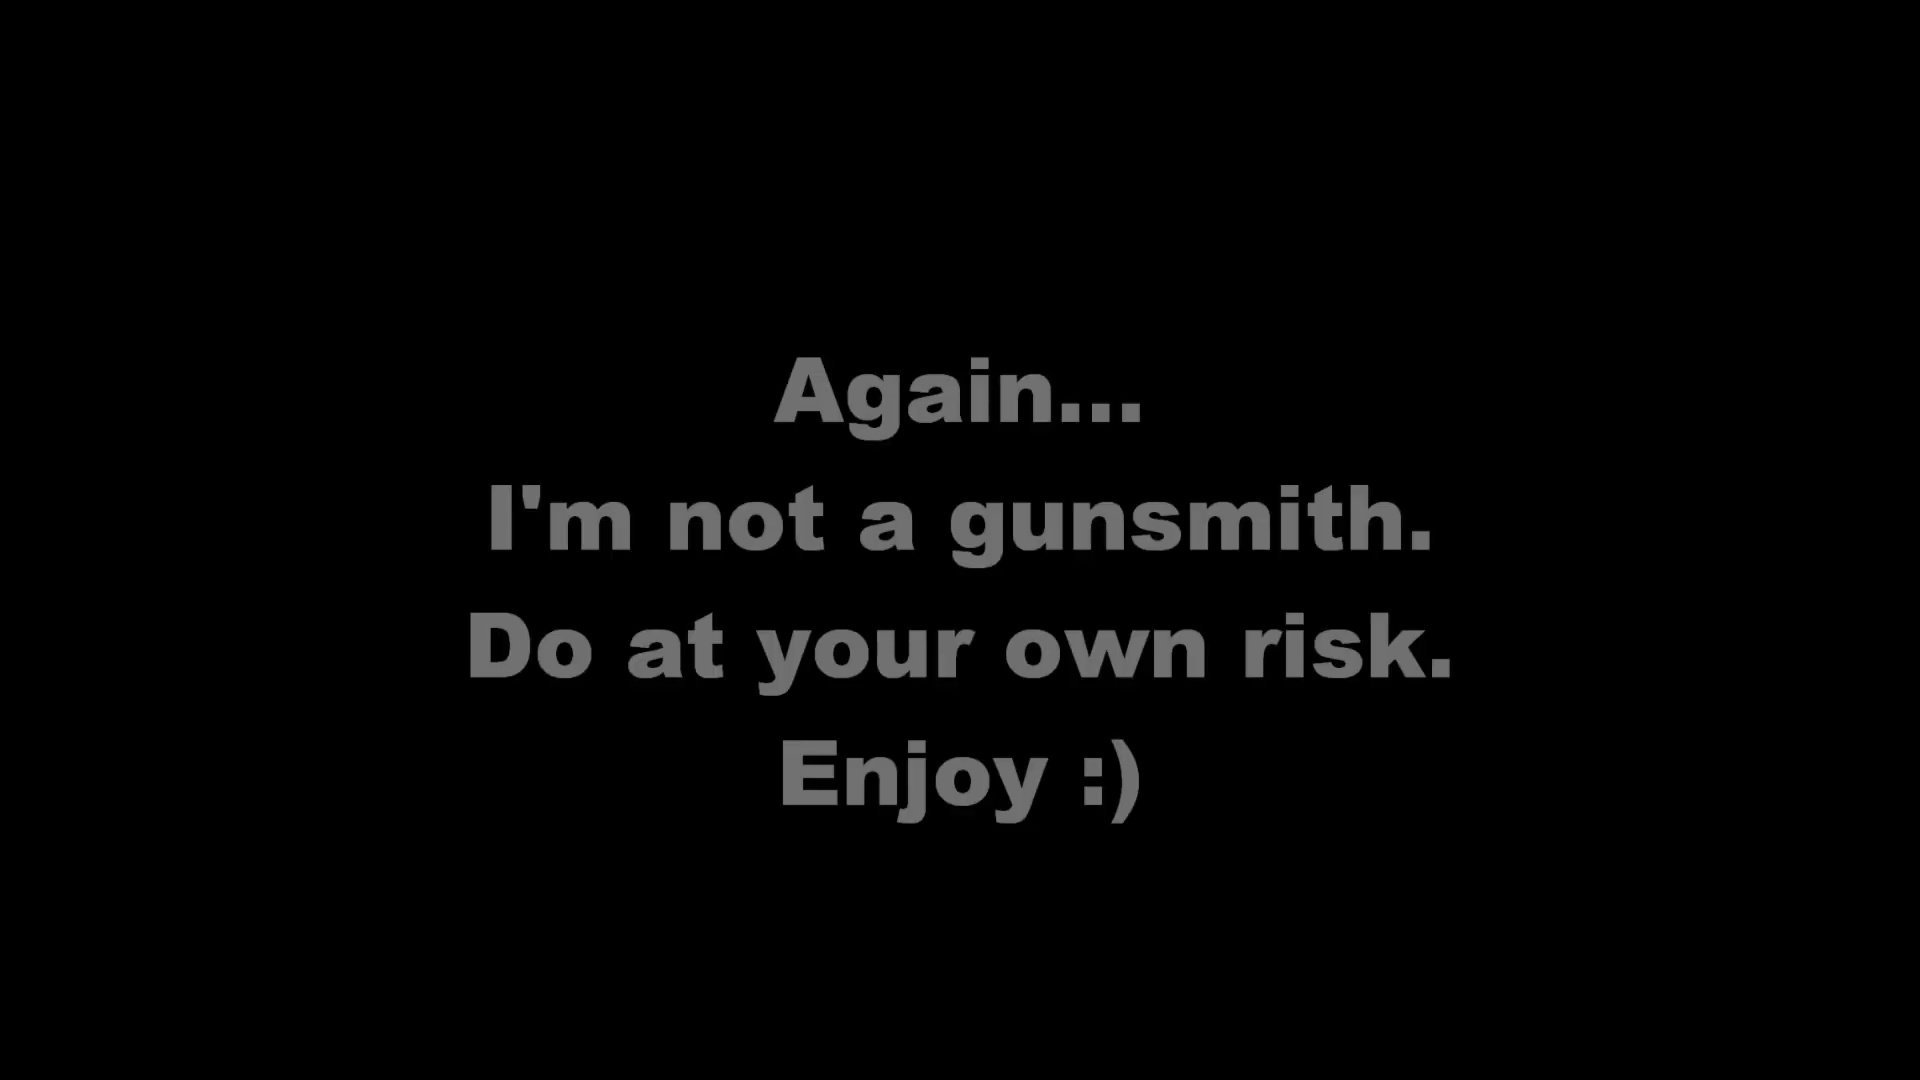 Again...
I'm not a gunsmith.
Do at your own risk.
Enjoy :)